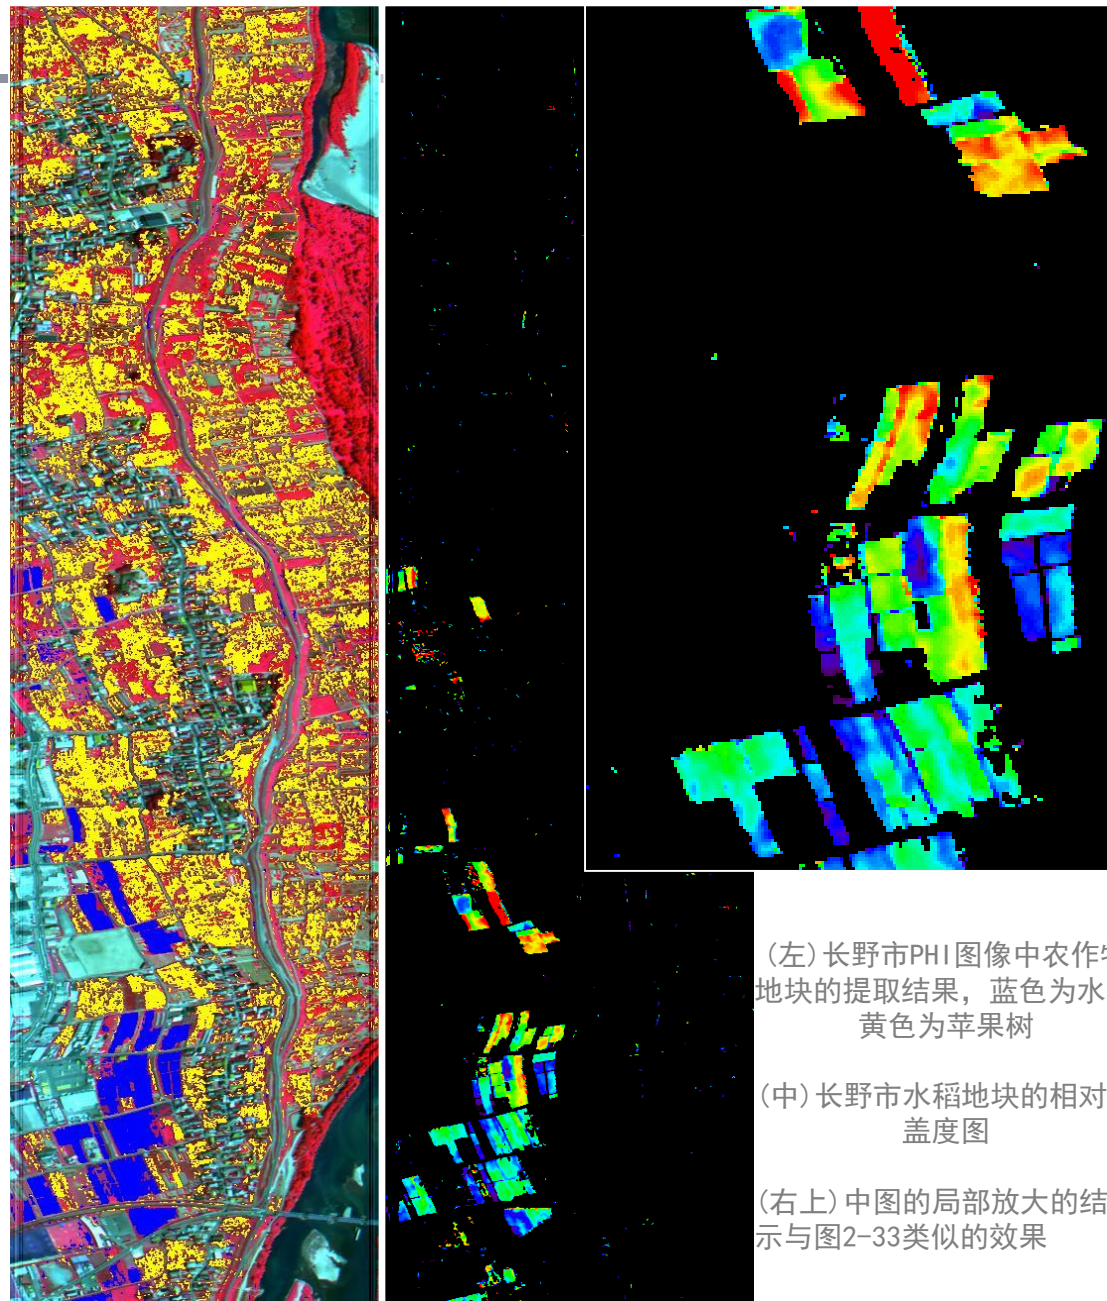 (左)长野市PHI图像中农作
地块的提取结果，蓝色为水
黄色为苹果树
(中)长野市水稻地块的相对
盖度图
(右上)中图的局部放大的结
示与图2-33类似的效果